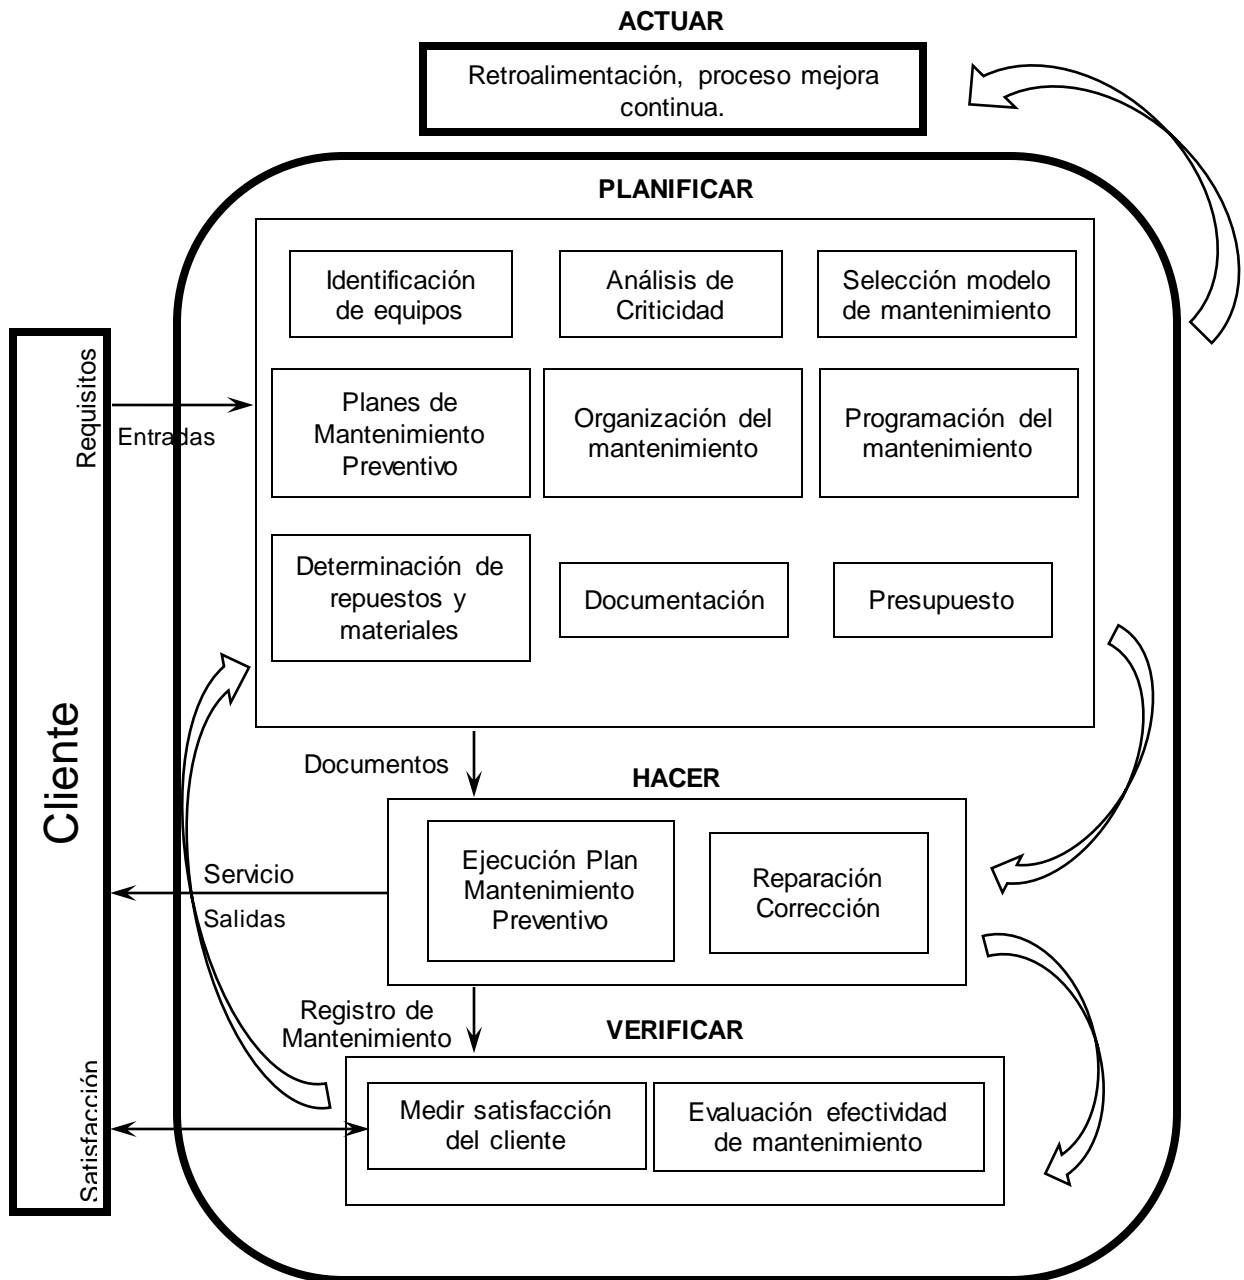 ACTUAR
Retroalimentación, proceso mejora
continua.
PLANIFICAR
Identificación
de equipos
Análisis de
Criticidad
Selección modelo
de mantenimiento
Requisitos
Entradas
Planes de
Mantenimiento
Preventivo
Organización del
mantenimiento
Programación del
mantenimiento
Determinación de
repuestos y
materiales
Documentación
Presupuesto
Cliente
Documentos
HACER
Servicio
Salidas
Ejecución Plan
Mantenimiento
Preventivo
Reparación
Corrección
Registro de
Mantenimiento
VERIFICAR
Satisfacción
Medir satisfacción
del cliente
Evaluación efectividad
de mantenimiento